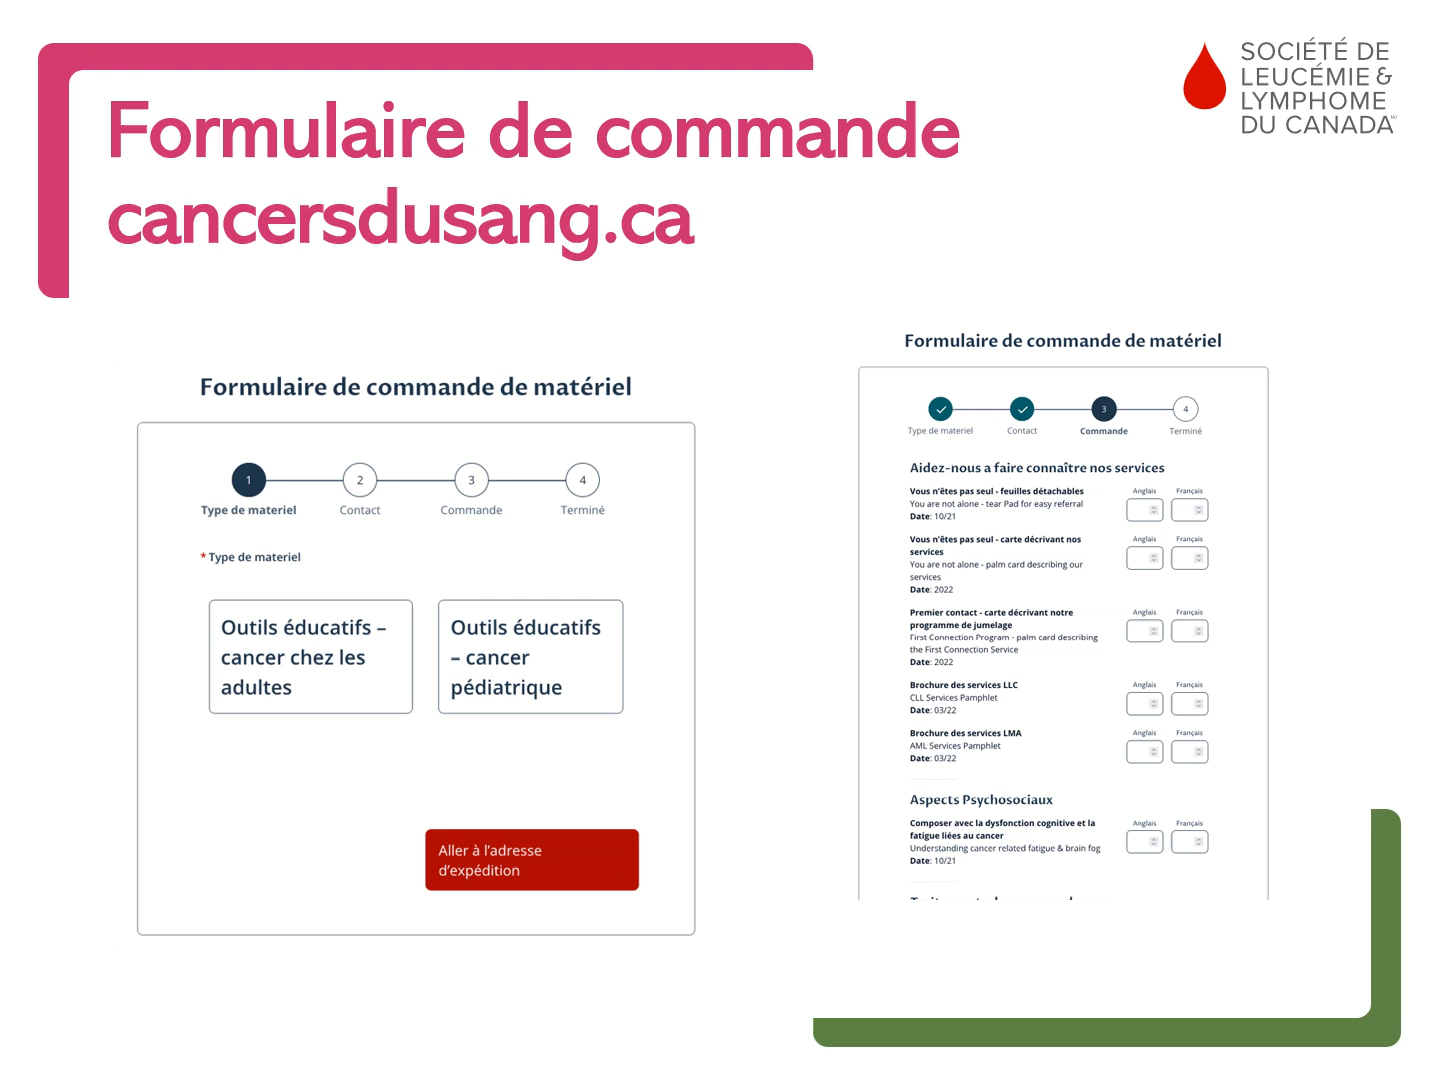 Formulaire de commande
cancersdusang.ca
SOCIÉTÉ DE
LEUCÉMIE &
LYMPHOME
DU CANADA
MD
Formulaire de commande de matériel
1
2
3
4
Type de materiel
Contact
Commande
Terminé
* Type de materiel
Outils éducatifs –
cancer chez les
adultes
Outils éducatifs
– cancer
pédiatrique
Aller à l'adresse
d'expédition
Formulaire de commande de matériel
3
4
Type de materiel
Contact
Commande
Terminé
Aidez-nous a faire connaître nos services
Vous n'êtes pas seul - feuilles détachables
You are not alone - tear Pad for easy referral
Date: 10/21
Anglais
Français
Vous n'êtes pas seul - carte décrivant nos
services
You are not alone - palm card describing our
services
Date: 2022
Anglais
Français
Premier contact - carte décrivant notre
programme de jumelage
First Connection Program - palm card describing
the First Connection Service
Date: 2022
Anglais
Français
Brochure des services LLC
CLL Services Pamphlet
Date: 03/22
Anglais
Français
Brochure des services LMA
AML Services Pamphlet
Date: 03/22
Anglais
Français
Aspects Psychosociaux
Composer avec la dysfonction cognitive et la
fatigue liées au cancer
Understanding cancer related fatigue & brain fog
Date: 10/21
Anglais
Français